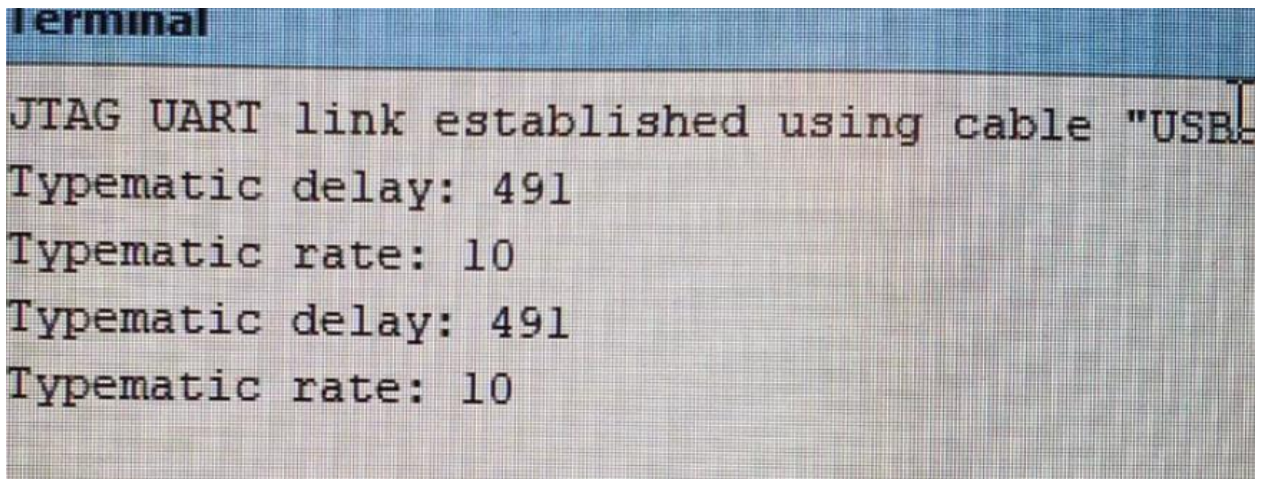 Terminal
JTAG UART link established using cable "USB-
Typematic delay: 491
Typematic rate: 10
Typematic delay: 491
Typematic rate: 10